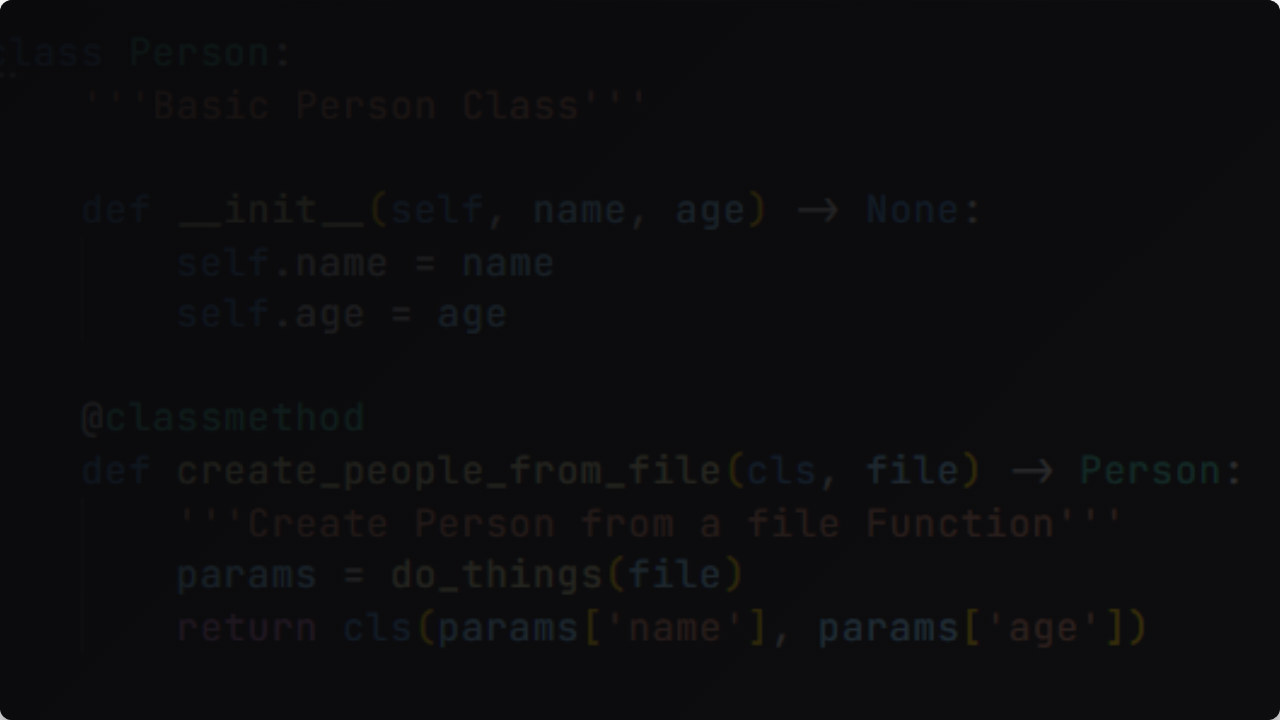 class Person:
'''Basic Person Class'''
def __init__(self, name, age) -> None:
self.name = name
self.age = age
@classmethod
def create_people_from_file(cls, file) -> Person:
'''Create Person from a file Function'''
params = do_things(file)
return cls(params['name'], params['age'])